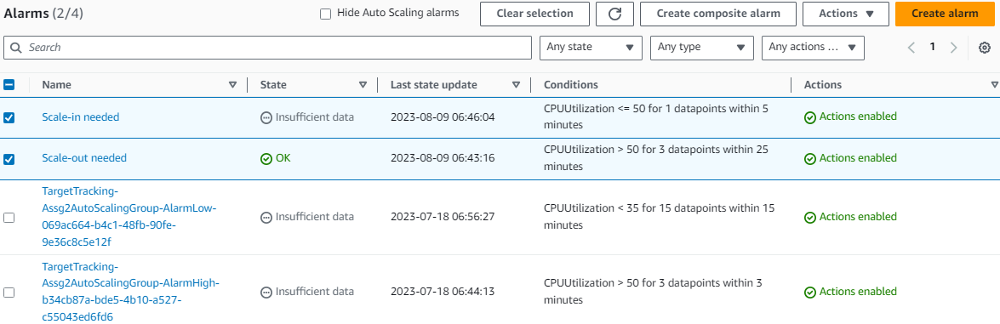 Alarms (2/4)
Hide Auto Scaling alarms
Clear selection
Create composite alarm
Actions
Create alarm
Search
Any state
Any type
Any actions ...
1
Name
State
Last state update
Conditions
Actions
Scale-in needed
Insufficient data
2023-08-09 06:46:04
CPUUtilization <= 50 for 1 datapoints within 5
minutes
Actions enabled
Scale-out needed
OK
2023-08-09 06:43:16
CPUUtilization > 50 for 3 datapoints within 25
minutes
Actions enabled
TargetTracking-
Assg2AutoScalingGroup-AlarmLow-
069ac664-b4c1-48fb-90fe-
9e36c8c5e12f
Insufficient data
2023-07-18 06:56:27
CPUUtilization < 35 for 15 datapoints within 15
minutes
Actions enabled
TargetTracking-
Assg2AutoScalingGroup-AlarmHigh-
b34cb87a-bde5-4b10-a527-
c55043ed6fd6
Insufficient data
2023-07-18 06:44:13
CPUUtilization > 50 for 3 datapoints within 3
minutes
Actions enabled